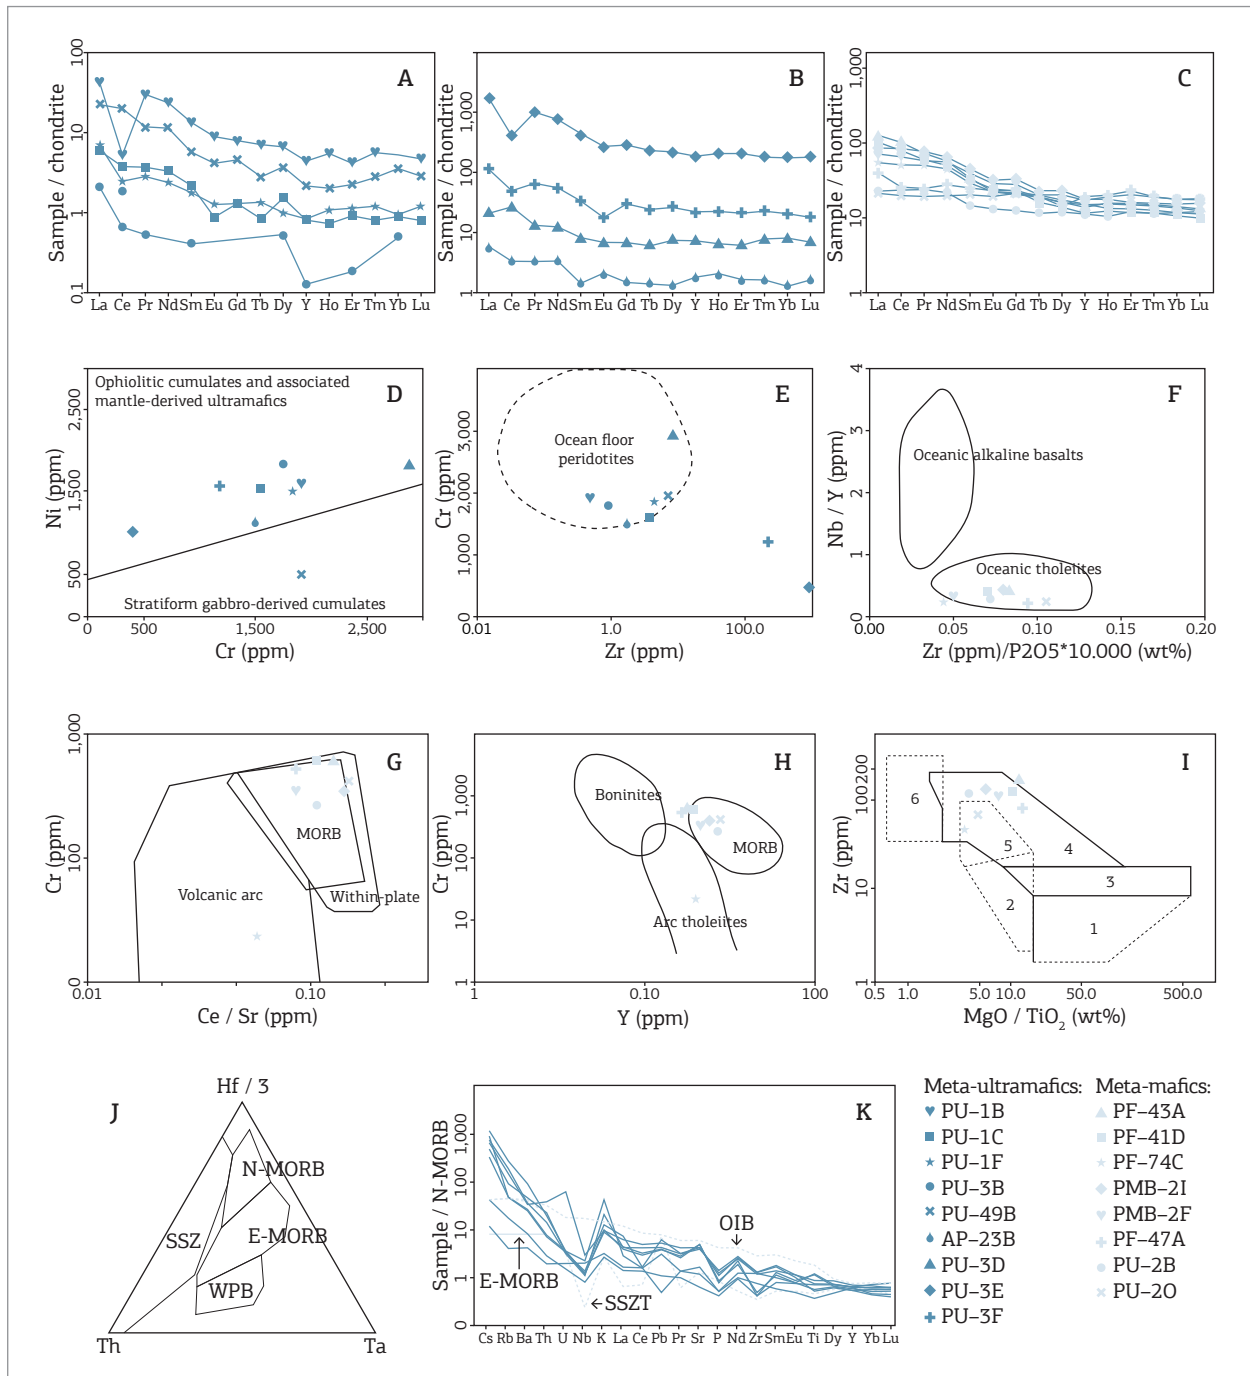 A
Sample / chondrite
100
10
1
0,1
La Ce Pr Nd Sm Eu Gd Tb Dy Y Ho Er Tm Yb Lu
B
Sample / chondrite
1,000
100
10
1
La Ce Pr Nd Sm Eu Gd Tb Dy Y Ho Er Tm Yb Lu
C
Sample / chondrite
1,000
100
10
1
La Ce Pr Nd Sm Eu Gd Tb Dy Y Ho Er Tm Yb Lu
D
Ophiolitic cumulates and associated
mantle-derived ultramafics
Stratiform gabbro-derived cumulates
Ni (ppm)
2,500
1,500
500
0
0 500 1,500 2,500
Cr (ppm)
E
Ocean floor
peridotites
Cr (ppm)
3,000
2,000
1,000
0
0.01 1.0 100.0
Zr (ppm)
F
Oceanic alkaline basalts
Oceanic tholeiites
Nb / Y (ppm)
4
3
2
1
0
0.00 0.05 0.10 0.15 0.20
Zr (ppm)/P2O5*10.000 (wt%)
G
MORB
Volcanic arc
Within-plate
Cr (ppm)
1,000
100
0
0.01 0.10
Ce / Sr (ppm)
H
Boninites
MORB
Arc tholeiites
Cr (ppm)
1,000
100
10
1
1 0.10 100
Y (ppm)
I
6
5
4
3
2
1
Zr (ppm)
100200
10
1
0.5 1.0 5.0 10.0 50.0 500.0
MgO / TiO2 (wt%)
J
Hf / 3
N-MORB
SSZ
E-MORB
WPB
Th
Ta
K
Sample / N-MORB
1,000
100
10
1
0
OIB
E-MORB
SSZT
Cs Rb Ba Th U Nb K La Ce Pb Pr Sr P Nd Zr Sm Eu Ti Dy Y Yb Lu
Meta-ultramafics:
PU-1B
PU-1C
PU-1F
PU-3B
PU-49B
AP-23B
PU-3D
PU-3E
PU-3F
Meta-mafics:
PF-43A
PF-41D
PF-74C
PMB-2I
PMB-2F
PF-47A
PU-2B
PU-2O